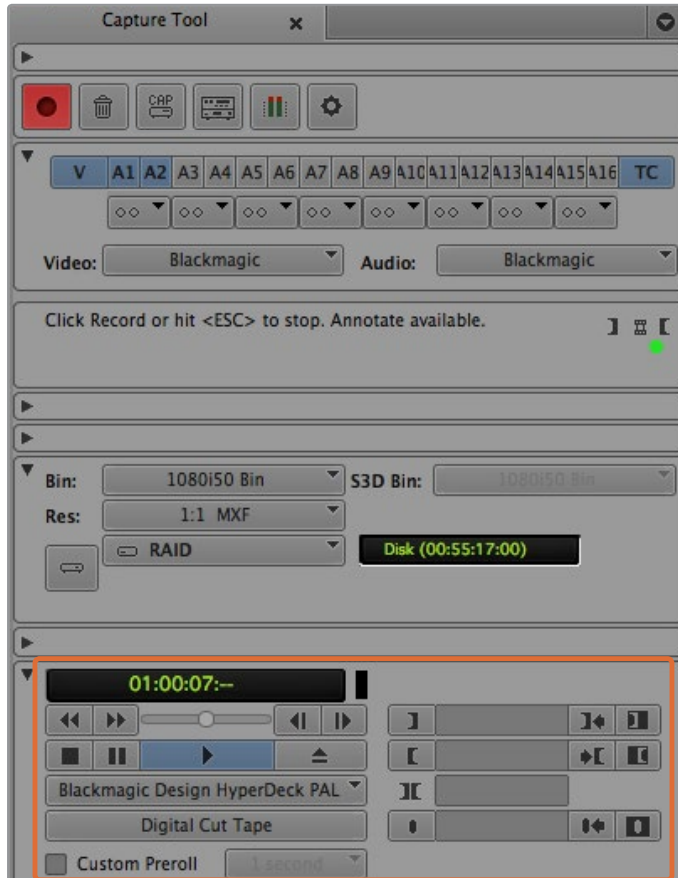 Capture Tool
CAP
V A1 A2 A3 A4 A5 A6 A7 A8 A9 A10 A11 A12 A13 A14 A15 A16 TC
Video: Blackmagic Audio: Blackmagic
Click Record or hit <ESC> to stop. Annotate available.
Bin: 1080i50 Bin S3D Bin: 1080i50 Bin
Res: 1:1 MXF
RAID Disk (00:55:17:00)
01:00:07:--
Blackmagic Design HyperDeck PAL
Digital Cut Tape
Custom Preroll 1 second